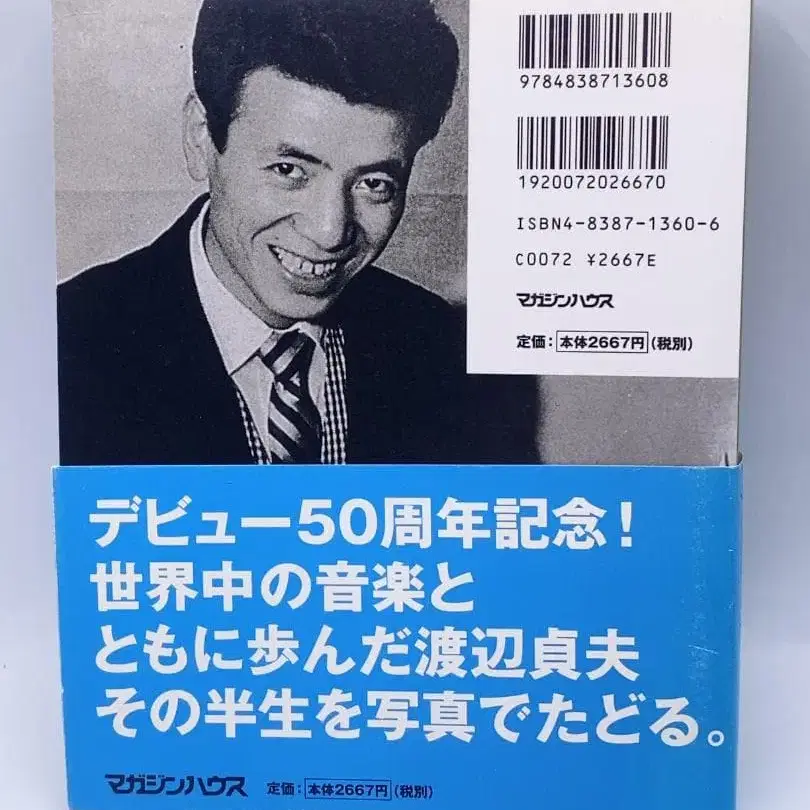 9784838713608
1920072026670
ISBN4-8387-1360-6
C0072 ¥2667E
マガジンハウス
定価：本体2667円（税別）
デビュー50周年記念！
世界中の音楽と
ともに歩んだ渡辺貞夫
その半生を写真でたどる。
マガジンハウス 定価：本体2667円（税別）